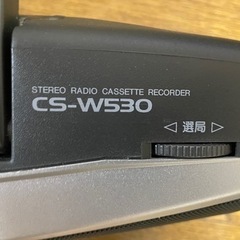 STEREO RADIO CASSETTE RECORDER
CS-W530
◁ 選局 ▷